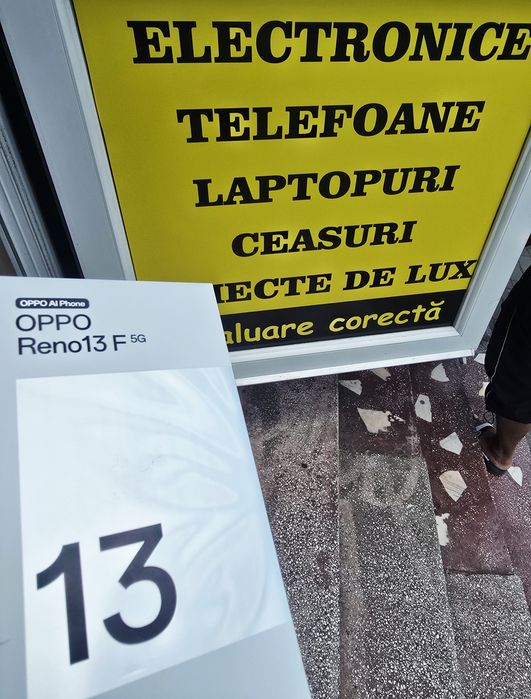 ELECTRONICE
TELEFOANE
LAPTOPURI
CEASURI
DE LUX
corectă
OPPO AI Phone
OPPO
Reno13 F 5G
13